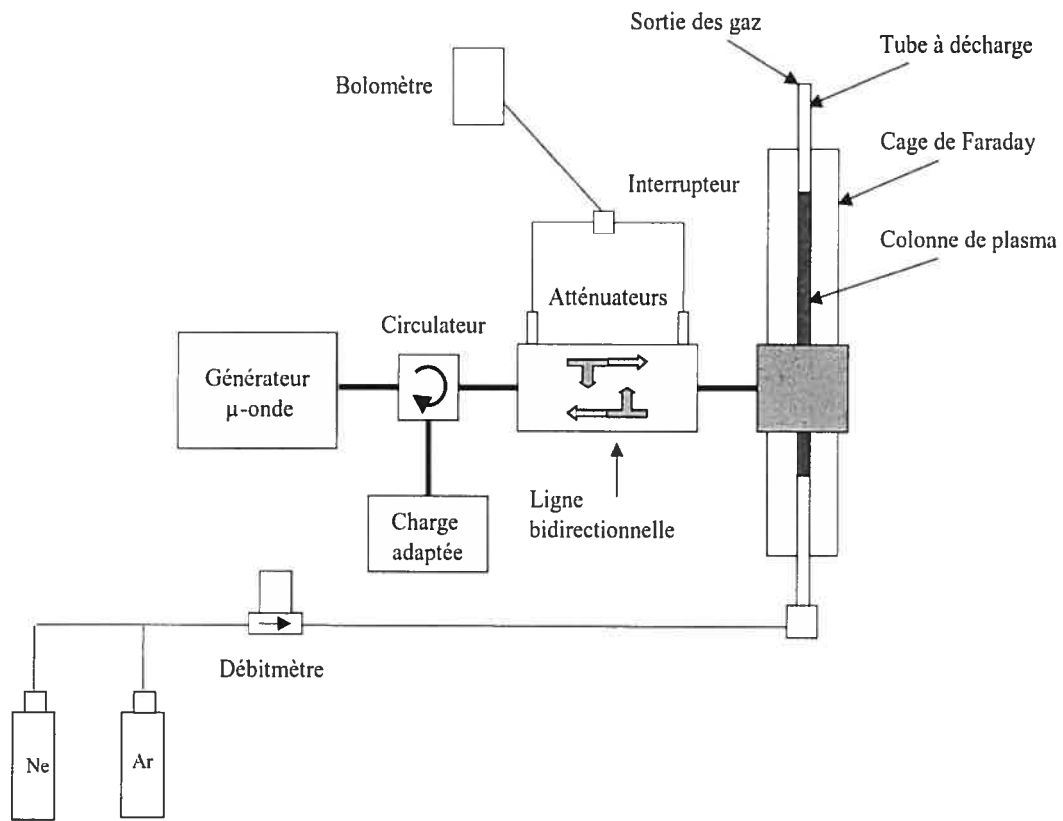 Sortie des gaz
Tube à décharge
Bolomètre
Cage de Faraday
Interrupteur
Colonne de plasma
Atténuateurs
Circulateur
Générateur
μ-onde
Ligne
bidirectionnelle
Charge
adaptée
Débitmètre
Ne
Ar